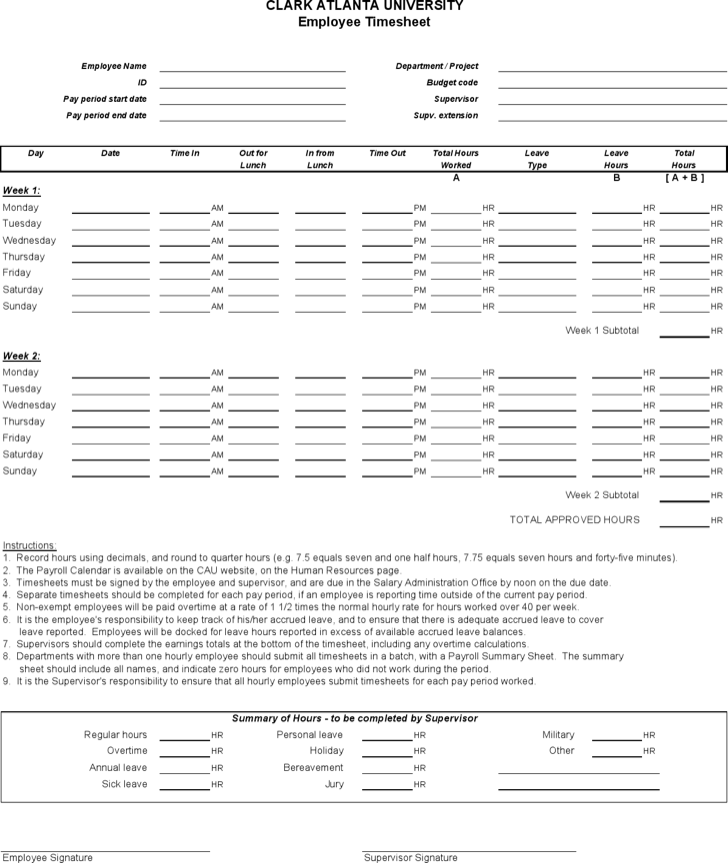 CLARK ATLANTA UNIVERSITY
Employee Timesheet
Employee Name Department / Project
ID Budget code
Pay period start date Supervisor
Pay period end date Supv. extension
Day Date Time In Out for Lunch In from Lunch Time Out Total Hours Worked Leave Type Leave Hours Total Hours
A B [ A + B ]
Week 1:
Monday AM PM HR HR HR
Tuesday AM PM HR HR HR
Wednesday AM PM HR HR HR
Thursday AM PM HR HR HR
Friday AM PM HR HR HR
Saturday AM PM HR HR HR
Sunday AM PM HR HR HR
Week 1 Subtotal HR
Week 2:
Monday AM PM HR HR HR
Tuesday AM PM HR HR HR
Wednesday AM PM HR HR HR
Thursday AM PM HR HR HR
Friday AM PM HR HR HR
Saturday AM PM HR HR HR
Sunday AM PM HR HR HR
Week 2 Subtotal HR
TOTAL APPROVED HOURS HR
Instructions:
1. Record hours using decimals, and round to quarter hours (e.g. 7.5 equals seven and one half hours, 7.75 equals seven hours and forty-five minutes).
2. The Payroll Calendar is available on the CAU website, on the Human Resources page.
3. Timesheets must be signed by the employee and supervisor, and are due in the Salary Administration Office by noon on the due date.
4. Separate timesheets should be completed for each pay period, if an employee is reporting time outside of the current pay period.
5. Non-exempt employees will be paid overtime at a rate of 1 1/2 times the normal hourly rate for hours worked over 40 per week.
6. It is the employee's responsibility to keep track of his/her accrued leave, and to ensure that there is adequate accrued leave to cover
leave reported. Employees will be docked for leave hours reported in excess of available accrued leave balances.
7. Supervisors should complete the earnings totals at the bottom of the timesheet, including any overtime calculations.
8. Departments with more than one hourly employee should submit all timesheets in a batch, with a Payroll Summary Sheet. The summary
sheet should include all names, and indicate zero hours for employees who did not work during the period.
9. It is the Supervisor's responsibility to ensure that all hourly employees submit timesheets for each pay period worked.
Summary of Hours - to be completed by Supervisor
Regular hours HR Personal leave HR Military HR
Overtime HR Holiday HR Other HR
Annual leave HR Bereavement HR
Sick leave HR Jury HR
Employee Signature Supervisor Signature